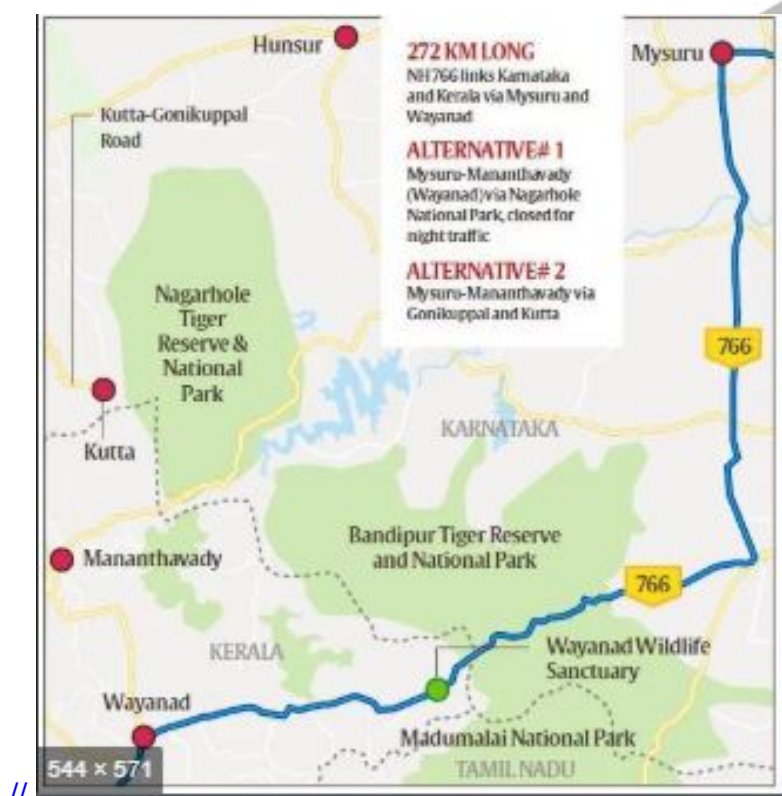 Hunsur
272 KM LONG
NH766 links Karnataka
and Kerala via Mysuru and
Wayanad
Mysuru
Kutta-Gonikuppal
Road
ALTERNATIVE# 1
Mysuru-Mananthavady
(Wayanad) via Nagarhole
National Park, closed for
night traffic
ALTERNATIVE# 2
Mysuru-Mananthavady via
Gonikuppal and Kutta
Nagarhole
Tiger
Reserve &
National
Park
766
Kutta
KARNATAKA
Bandipur Tiger Reserve
and National Park
Mananthavady
766
KERALA
Wayanad Wildlife
Sanctuary
Wayanad
Madumalai National Park
TAMIL NADU
544 × 571
//